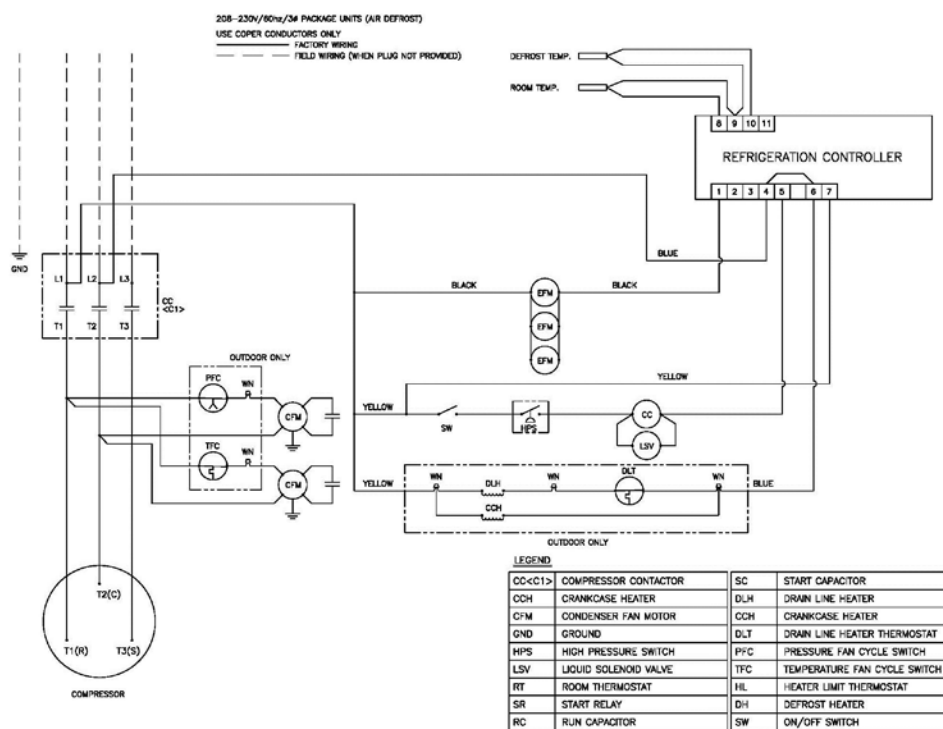 208-230V/60hz/3ø PACKAGE UNITS (AIR DEFROST)
USE COPER CONDUCTORS ONLY
FACTORY WIRING
FIELD WIRING (WHEN PLUG NOT PROVIDED)
DEFROST TEMP.
ROOM TEMP.
8 9 10 11
REFRIGERATION CONTROLLER
1 2 3 4 5 6 7
GND
BLUE
L1 L2 L3
BLACK EFM BLACK
CC
<C1>
T1 T2 T3
EFM
EFM
OUTDOOR ONLY
PFC WN
YELLOW
CFM
YELLOW
SW
HPS
CC
LSV
TFC WN
CFM
YELLOW
WN
DLH
WN
DLT
WN
BLUE
CCH
OUTDOOR ONLY
T2(C)
T1(R) T3(S)
COMPRESSOR
LEGEND
CC<C1> COMPRESSOR CONTACTOR SC START CAPACITOR
CCH CRANKCASE HEATER DLH DRAIN LINE HEATER
CFM CONDENSER FAN MOTOR CCH CRANKCASE HEATER
GND GROUND DLT DRAIN LINE HEATER THERMOSTAT
HPS HIGH PRESSURE SWITCH PFC PRESSURE FAN CYCLE SWITCH
LSV LIQUID SOLENOID VALVE TFC TEMPERATURE FAN CYCLE SWITCH
RT ROOM THERMOSTAT HL HEATER LIMIT THERMOSTAT
SR START RELAY DH DEFROST HEATER
RC RUN CAPACITOR SW ON/OFF SWITCH